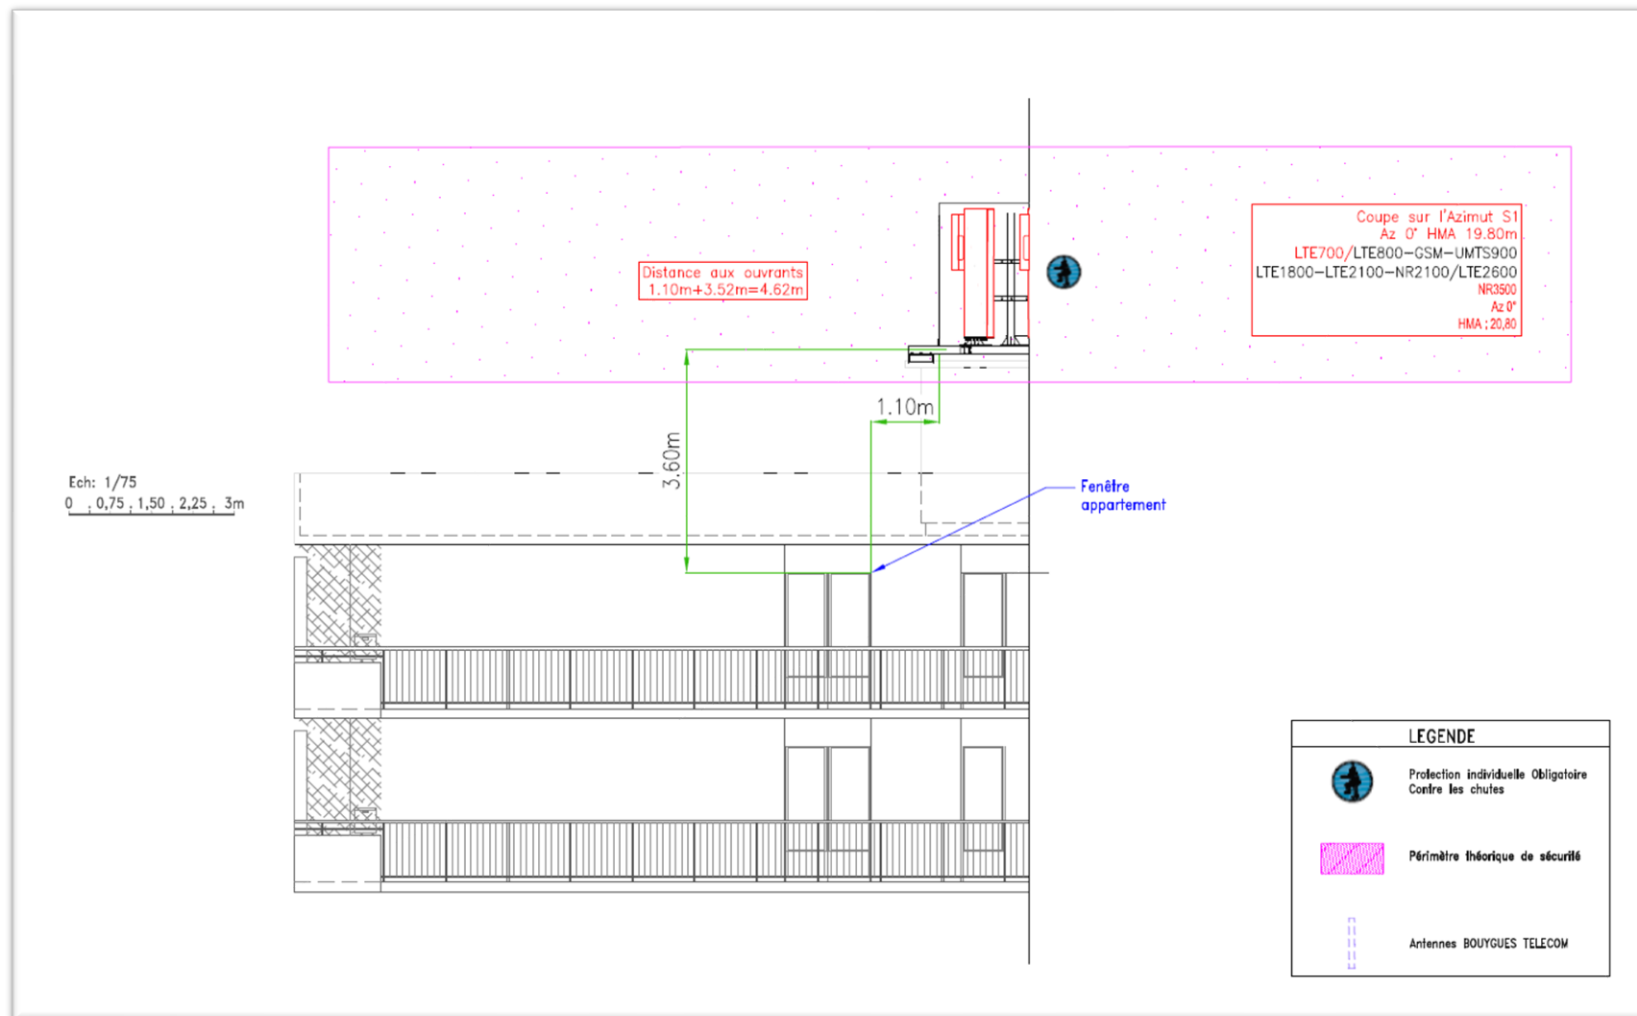 Coupe sur l'Azimut S1
Az 0° HMA 19.80m
LTE700/LTE800-GSM-UMTS900
LTE1800-LTE2100-NR2100/LTE2600
NR3500
Az 0°
HMA : 20,80
Distance aux ouvrants
1.10m+3.52m=4.62m
1.10m
3.60m
Ech: 1/75
0 0,75 1,50 2,25 3m
Fenêtre
appartement
LEGENDE
Protection individuelle Obligatoire
Contre les chutes
Périmètre théorique de sécurité
Antennes BOUYGUES TELECOM